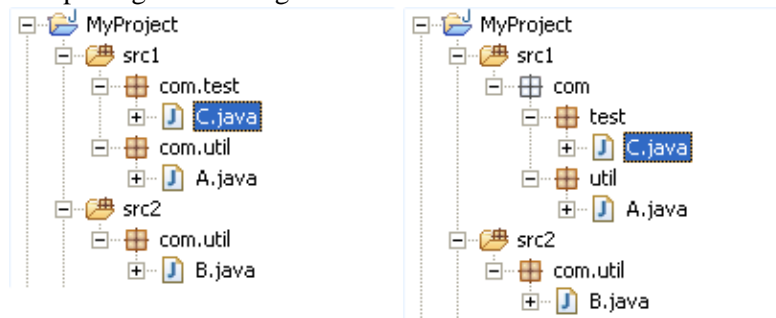 MyProject
src1
com.test
C.java
com.util
A.java
src2
com.util
B.java
MyProject
src1
com
test
C.java
util
A.java
src2
com.util
B.java